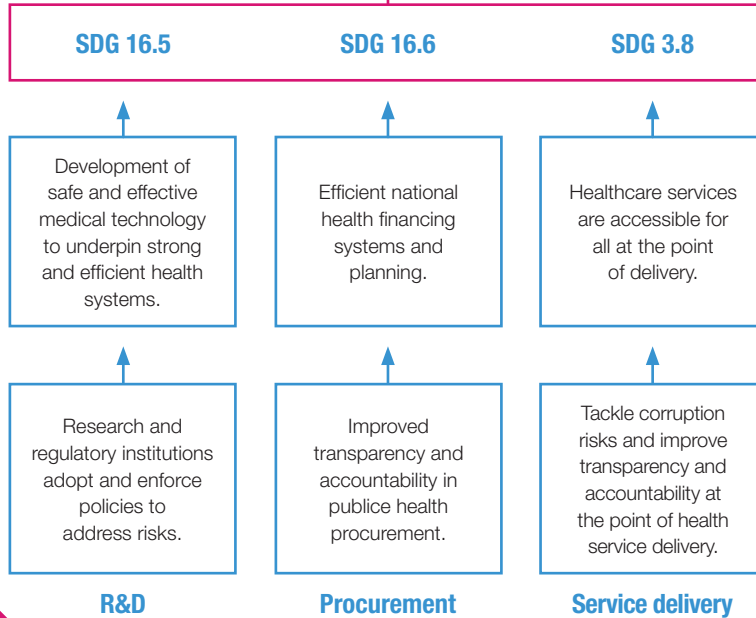 SDG 16.5
SDG 16.6
SDG 3.8
Development of
safe and effective
medical technology
to underpin strong
and efficient health
systems.
Efficient national
health financing
systems and
planning.
Healthcare services
are accessible for
all at the point
of delivery.
Research and
regulatory institutions
adopt and enforce
policies to
address risks.
Improved
transparency and
accountability in
publice health
procurement.
Tackle corruption
risks and improve
transparency and
accountability at
the point of health
service delivery.
R&D
Procurement
Service delivery